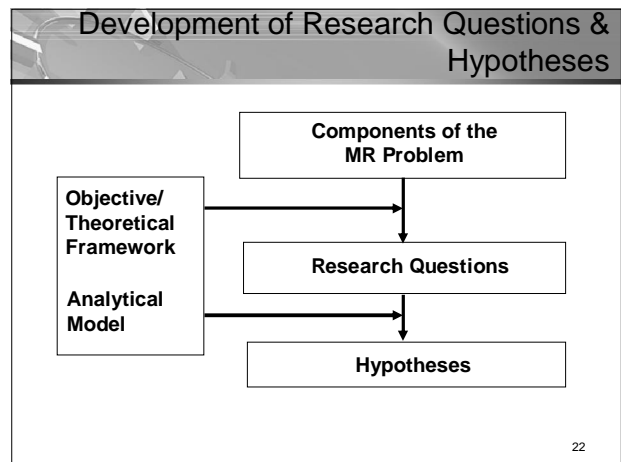 Development of Research Questions &
Hypotheses
Components of the
MR Problem
Objective/
Theoretical
Framework
Analytical
Model
Research Questions
Hypotheses
22